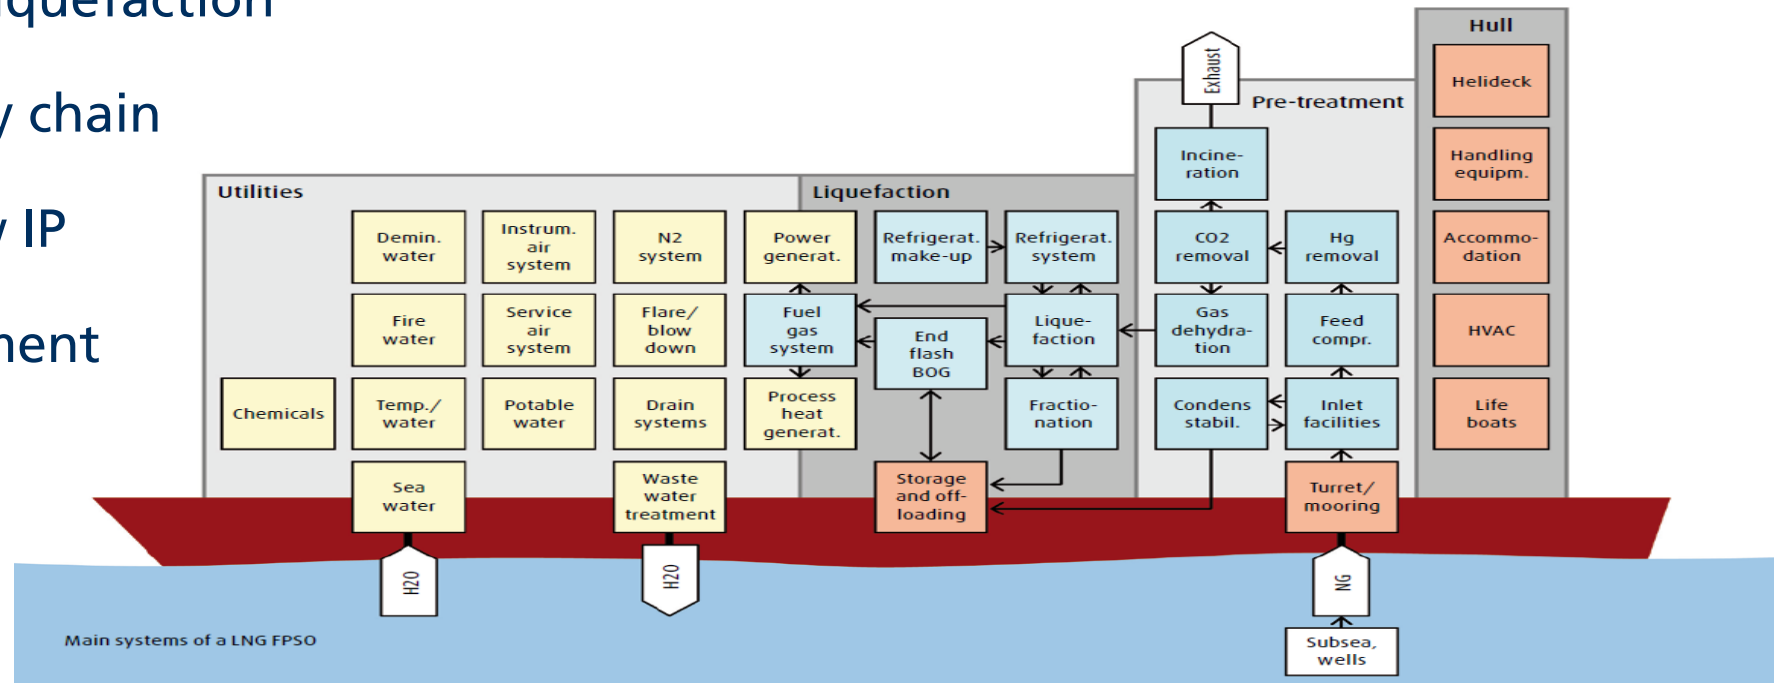 quefaction
y chain
y IP
ment
Hull
Helideck
Handling
equipm.
Accommo-
dation
HVAC
Life
boats
Exhaust
Pre-treatment
Incine-
ration
CO2
removal
Hg
removal
Gas
dehydra-
tion
Feed
compr.
Condens
stabil.
Inlet
facilities
Turret/
mooring
NG
Subsea,
wells
Utilities
Demin.
water
Instrum.
air
system
N2
system
Power
generat.
Fire
water
Service
air
system
Flare/
blow
down
Fuel
gas
system
Chemicals
Temp./
water
Potable
water
Drain
systems
Process
heat
generat.
Sea
water
Waste
water
treatment
H2O
H2O
Liquefaction
Refrigerat.
make-up
Refrigerat.
system
End
flash
BOG
Lique-
faction
Fractio-
nation
Storage
and off-
loading
Main systems of a LNG FPSO